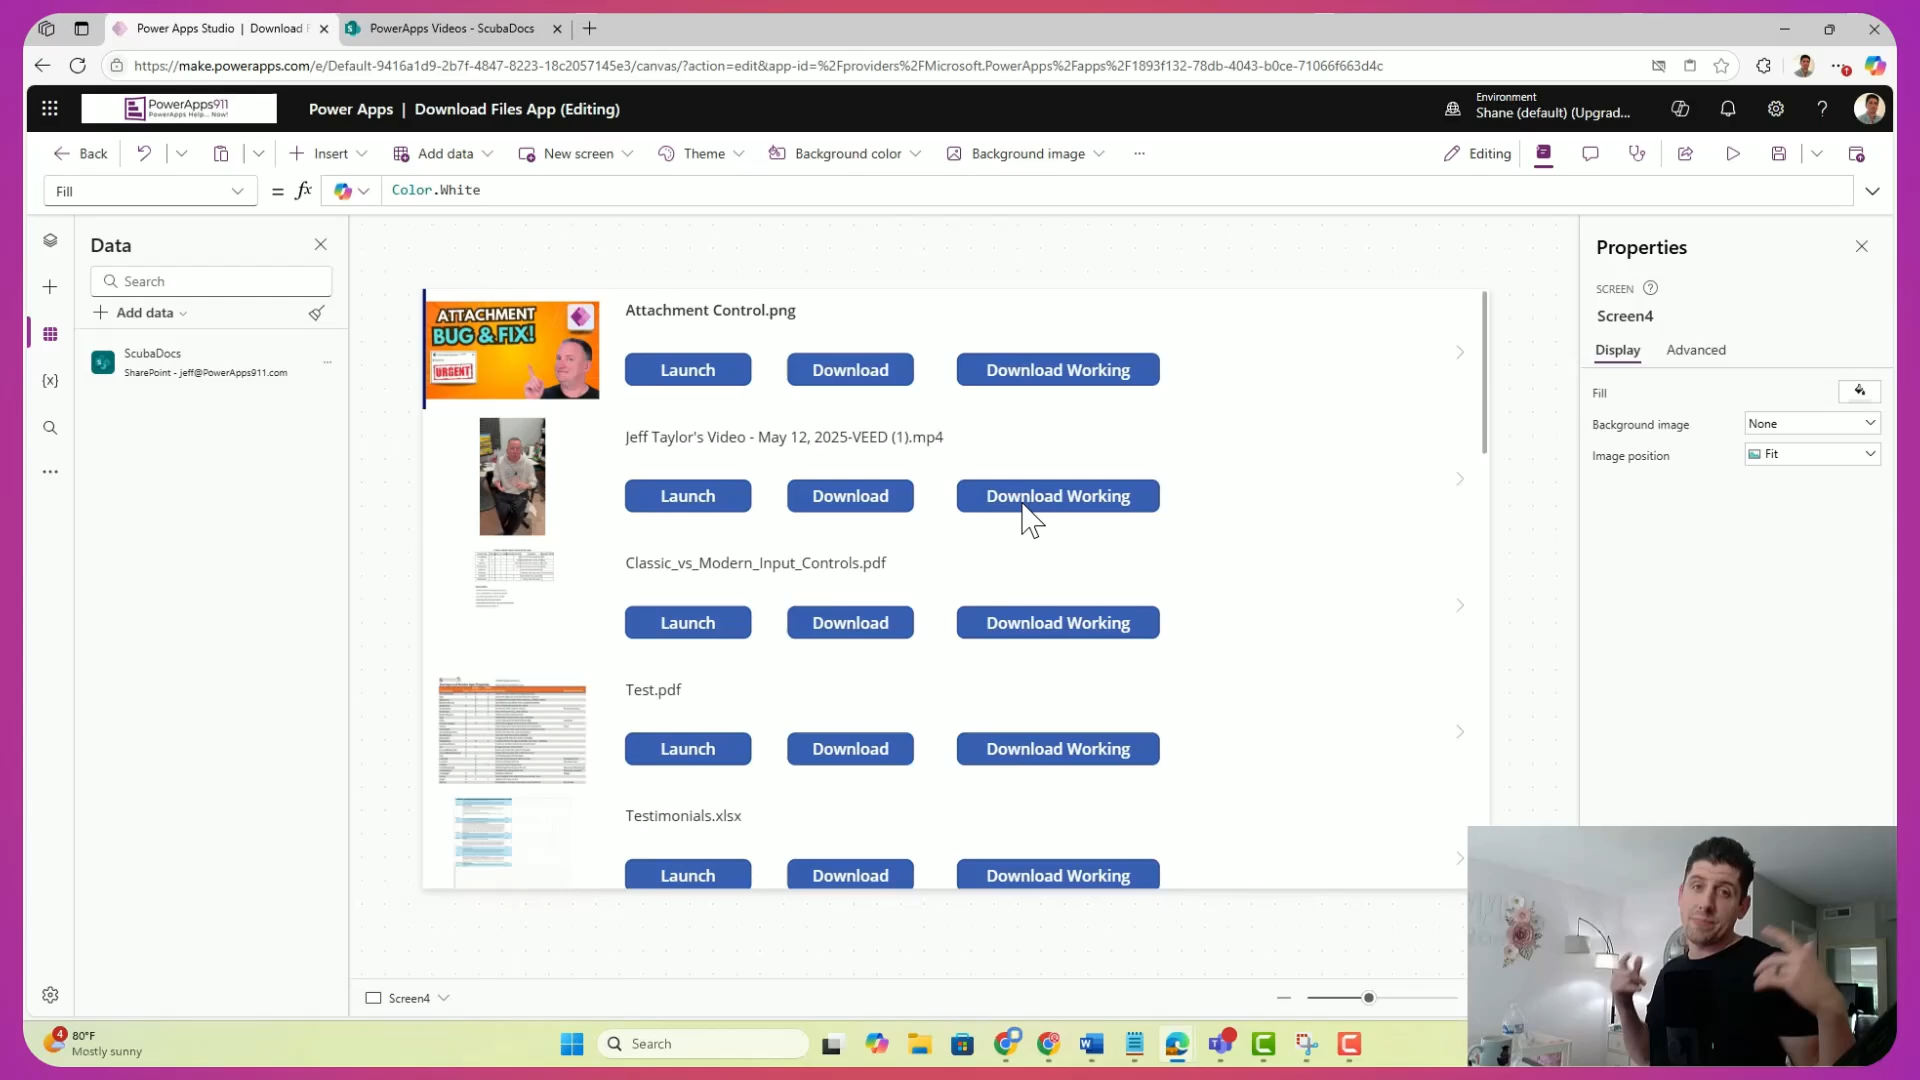 Power Apps Studio | Download F
PowerApps Videos - ScubaDocs
https://make.powerapps.com/e/Default-9416a1d9-2b7f-4847-8223-18c2057145e3/canvas/?action=edit&app-id=%2Fproviders%2FMicrosoft.PowerApps%2Fapps%2F1893f132-78db-4043-b0ce-71066f663d4c
PowerApps911
PowerApps Help... Now!
Power Apps | Download Files App (Editing)
Environment
Shane (default) (Upgrad...
Back
Insert
Add data
New screen
Theme
Background color
Background image
Editing
Fill
= fx
Color.White
Data
Search
Add data
ScubaDocs
SharePoint - jeff@PowerApps911.com
ATTACHMENT
BUG & FIX!
URGENT
Attachment Control.png
Launch
Download
Download Working
Jeff Taylor's Video - May 12, 2025-VEED (1).mp4
Launch
Download
Download Working
Classic_vs_Modern_Input_Controls.pdf
Launch
Download
Download Working
Test.pdf
Launch
Download
Download Working
Testimonials.xlsx
Launch
Download
Download Working
Properties
SCREEN
Screen4
Display
Advanced
Fill
Background image
None
Image position
Fit
Screen4
4
80°F
Mostly sunny
Search